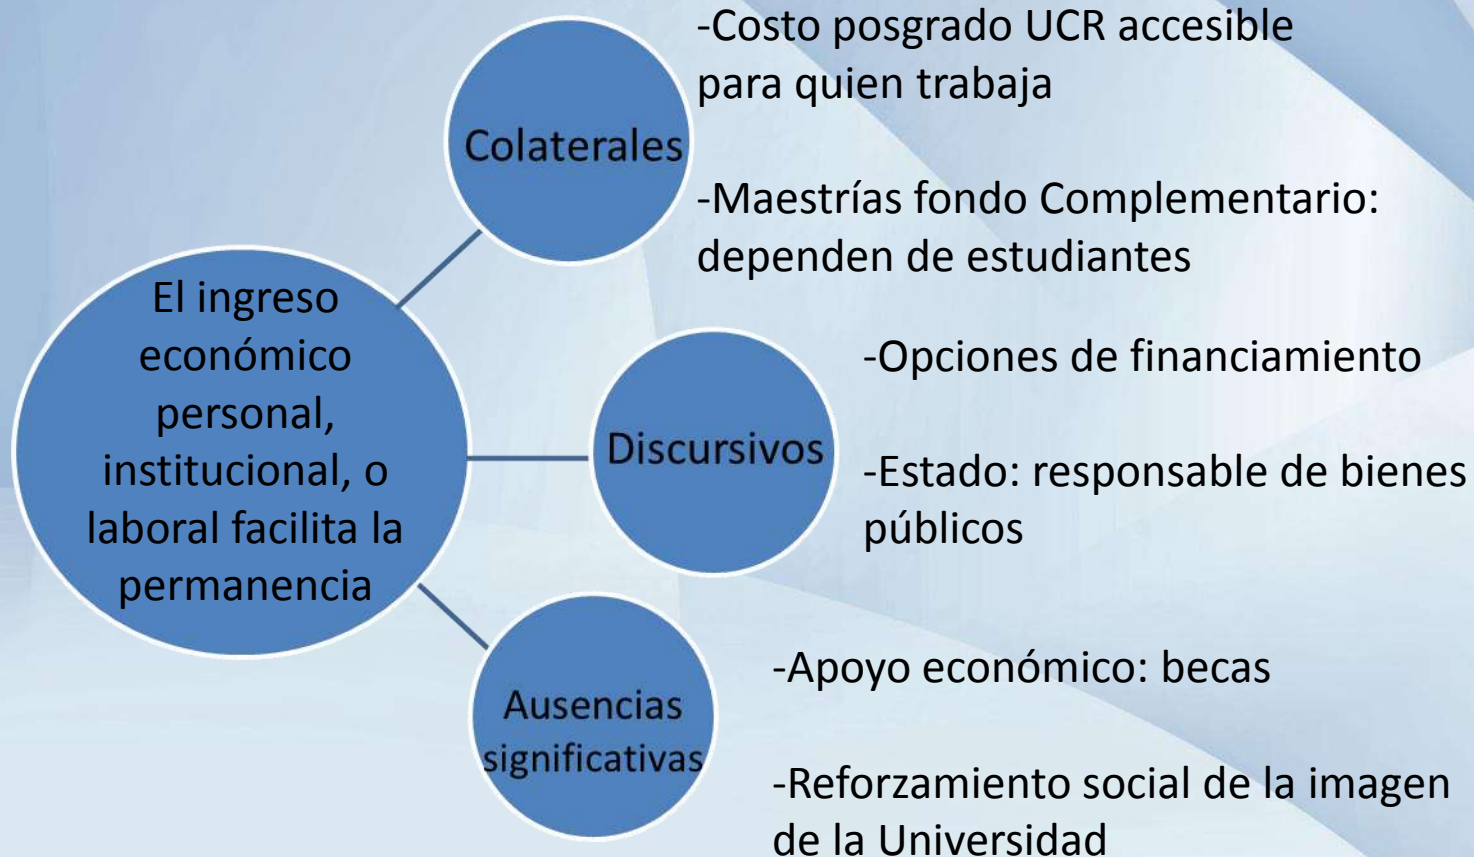 El ingreso
económico
personal,
institucional, o
laboral facilita la
permanencia
Colaterales
-Costo posgrado UCR accesible
para quien trabaja
-Maestrías fondo Complementario:
dependen de estudiantes
Discursivos
-Opciones de financiamiento
-Estado: responsable de bienes
públicos
Ausencias
significativas
-Apoyo económico: becas
-Reforzamiento social de la imagen
de la Universidad